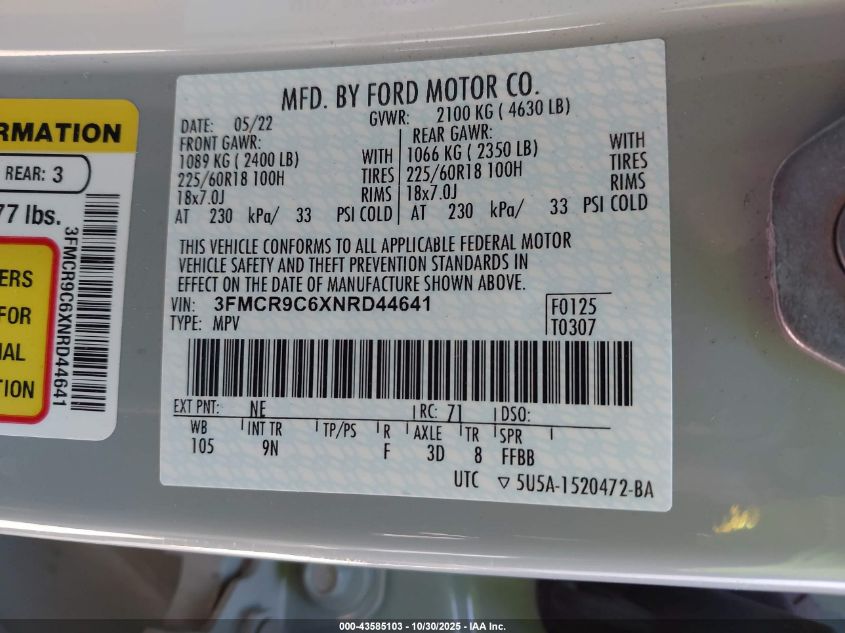 RMATION
REAR: 3
77 lbs.
ERS
FOR
IAL
TION
3FMCR9C6XNRD44641
MFD. BY FORD MOTOR CO.
DATE: 05/22 GVWR: 2100 KG ( 4630 LB)
FRONT GAWR: REAR GAWR:
1089 KG ( 2400 LB) WITH 1066 KG ( 2350 LB) WITH
225/60R18 100H TIRES 225/60R18 100H TIRES
18x7.0J RIMS 18x7.0J RIMS
AT 230 kPa/ 33 PSI COLD AT 230 kPa/ 33 PSI COLD
THIS VEHICLE CONFORMS TO ALL APPLICABLE FEDERAL MOTOR
VEHICLE SAFETY AND THEFT PREVENTION STANDARDS IN
EFFECT ON THE DATE OF MANUFACTURE SHOWN ABOVE.
VIN: 3FMCR9C6XNRD44641 F0125
TYPE: MPV T0307
EXT PNT: NE RC: 71 DSO:
WB INT TR TP/PS R AXLE TR SPR
105 9N F 3D 8 FFBB
UTC ▽ 5U5A-1520472-BA
000-43585103 - 10/30/2025 - WWW.IAAI.COM